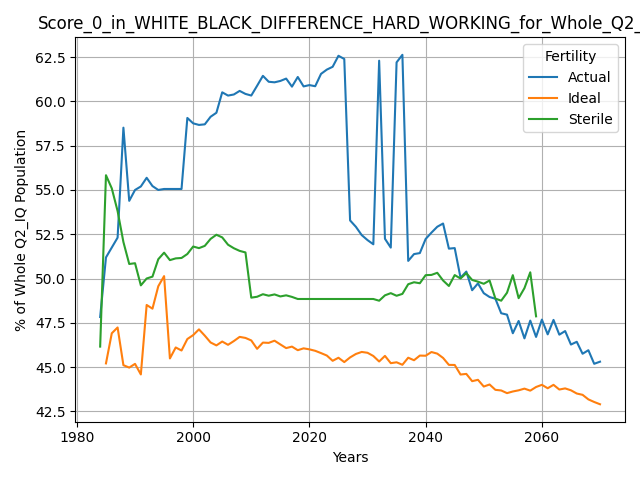 Score_0_in_WHITE_BLACK_DIFFERENCE_HARD_WORKING_for_Whole_Q2_
Fertility
Actual
Ideal
Sterile
% of Whole Q2_IQ Population
62.5
60.0
57.5
55.0
52.5
50.0
47.5
45.0
42.5
1980
2000
2020
2040
2060
Years